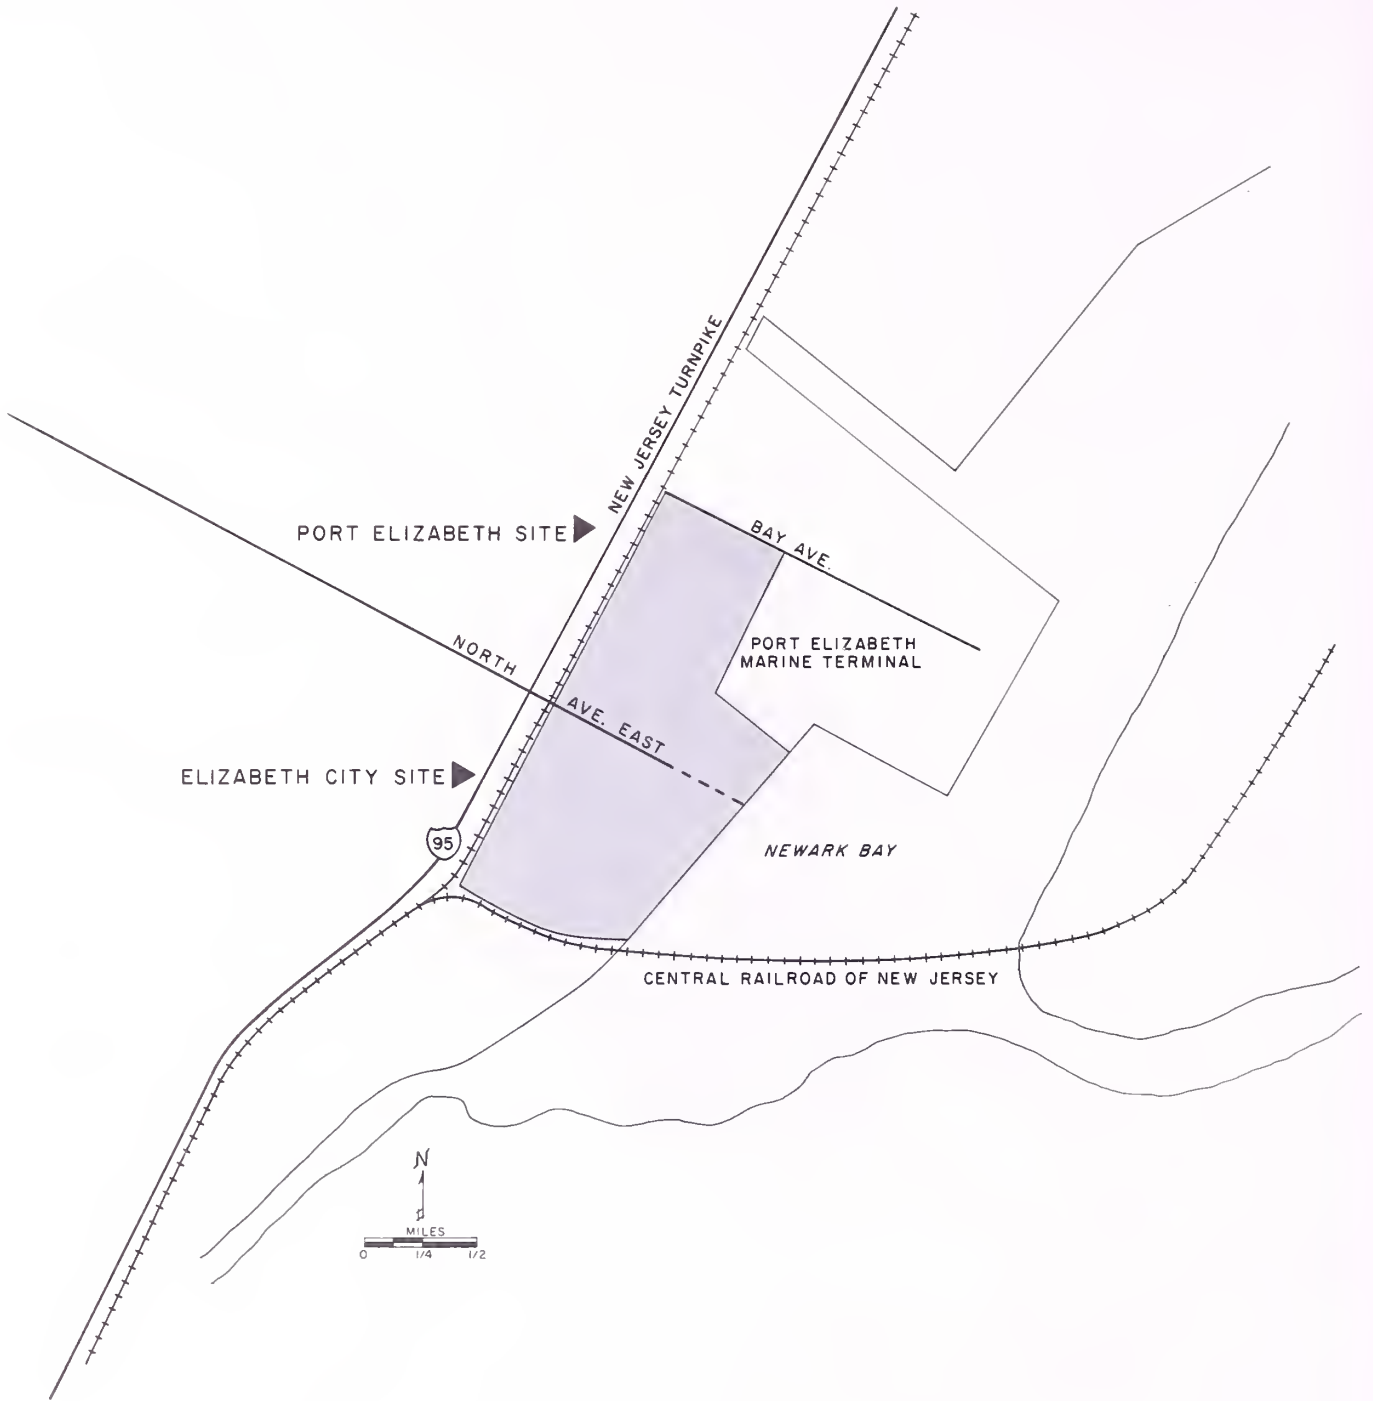 NEW JERSEY TURNPIKE
PORT ELIZABETH SITE
BAY AVE.
PORT ELIZABETH
MARINE TERMINAL
NORTH
AVE. EAST
ELIZABETH CITY SITE
95
NEWARK BAY
CENTRAL RAILROAD OF NEW JERSEY
N
MILES
0 1/4 1/2